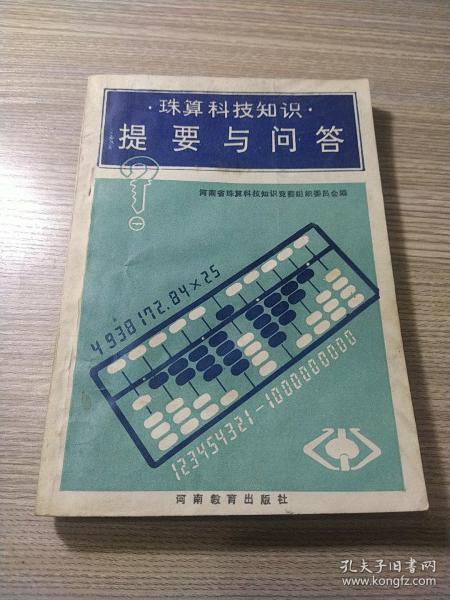 ·珠算科技知识·
提要与问答
河南省珠算科技知识竞赛组织委员会编
4938172.84×25
123454321-1000000000
河南教育出版社
孔夫子旧书网
www.kongfz.com